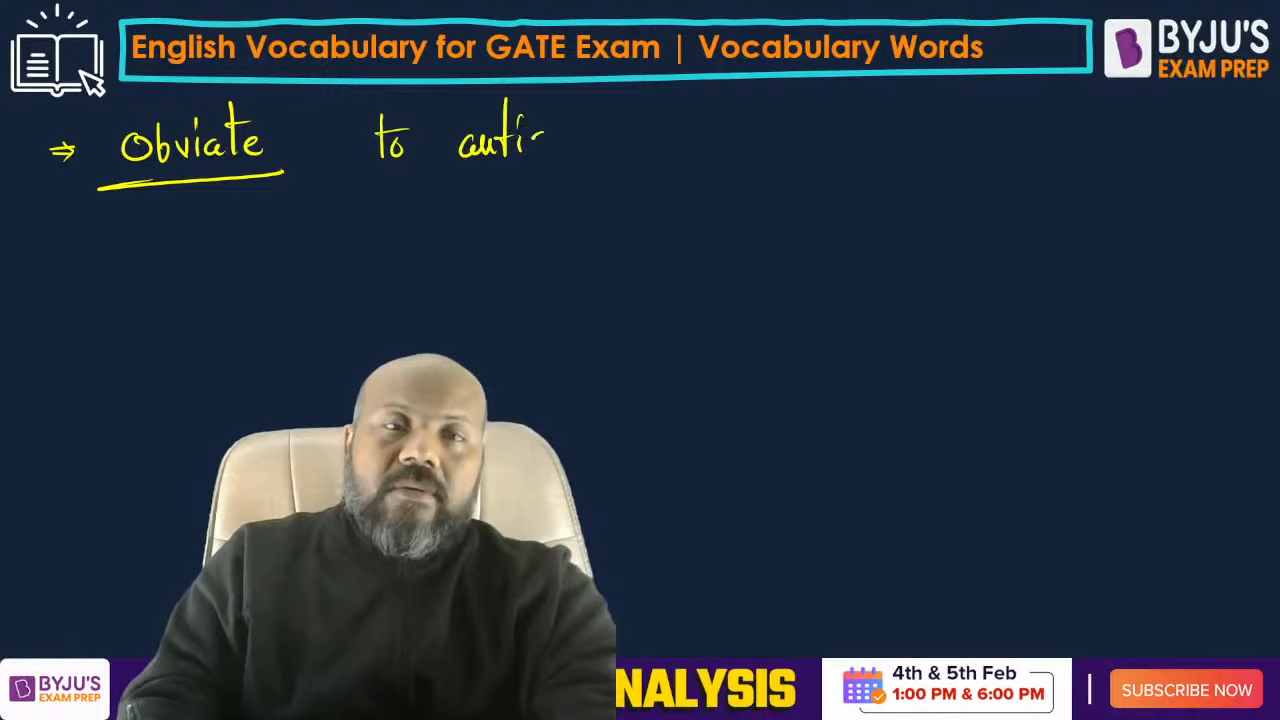 English Vocabulary for GATE Exam | Vocabulary Words
BYJU'S
EXAM PREP
⇒ Obviate to anti-
BYJU'S
EXAM PREP
NALYSIS
4th & 5th Feb
1:00 PM & 6:00 PM
SUBSCRIBE NOW